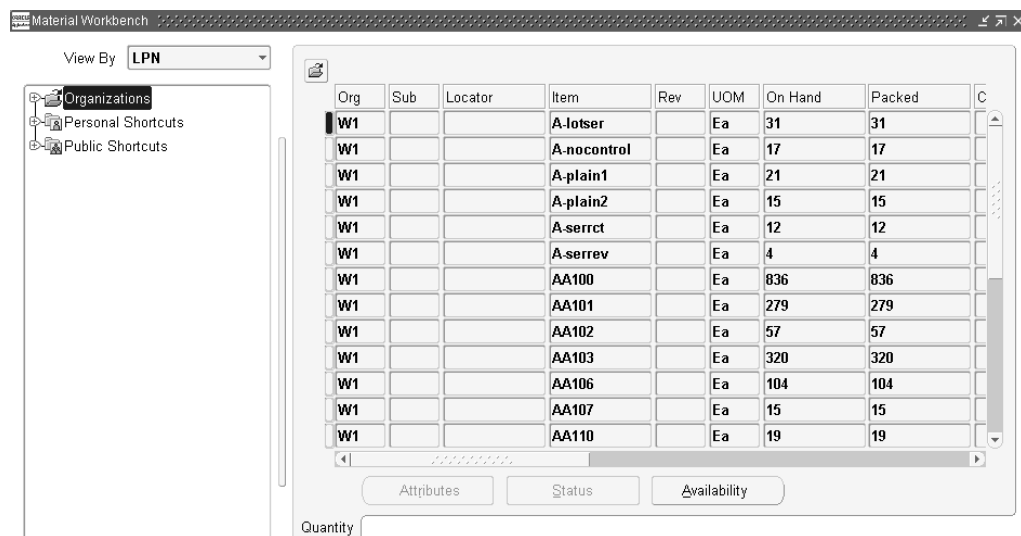 Material Workbench
View By LPN
Organizations
Personal Shortcuts
Public Shortcuts
Org Sub Locator Item Rev UOM On Hand Packed C
W1 A-lotser Ea 31 31
W1 A-nocontrol Ea 17 17
W1 A-plain1 Ea 21 21
W1 A-plain2 Ea 15 15
W1 A-serrct Ea 12 12
W1 A-serrev Ea 4 4
W1 AA100 Ea 836 836
W1 AA101 Ea 279 279
W1 AA102 Ea 57 57
W1 AA103 Ea 320 320
W1 AA106 Ea 104 104
W1 AA107 Ea 15 15
W1 AA110 Ea 19 19
Attributes Status Availability
Quantity